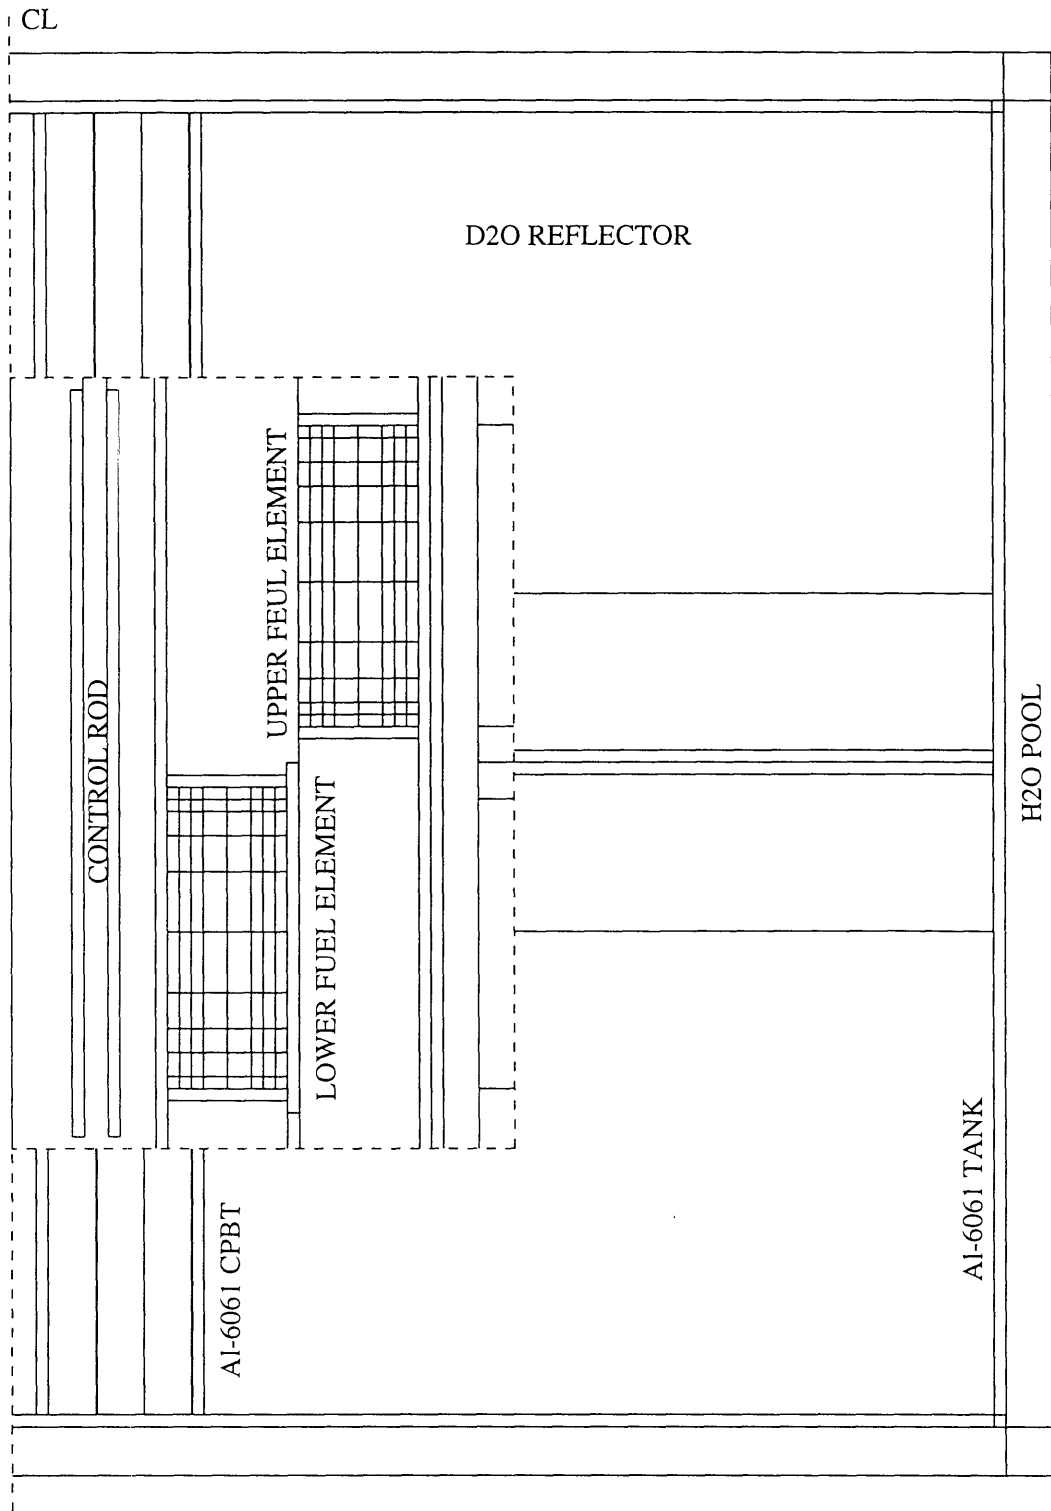 CL
D2O REFLECTOR
UPPER FEUL ELEMENT
CONTROL ROD
LOWER FUEL ELEMENT
H2O POOL
Al-6061 CPBT
Al-6061 TANK